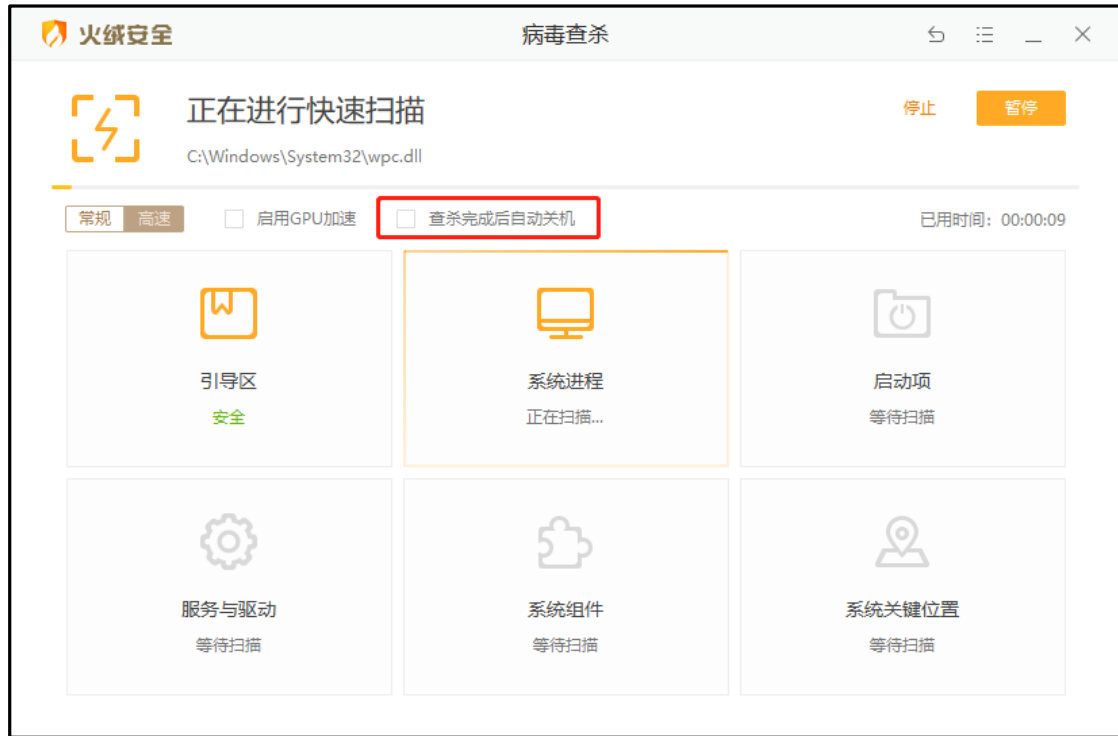 火绒安全 病毒查杀
正在进行快速扫描 停止 暂停
C:\Windows\System32\wpc.dll
常规 高速 启用GPU加速 查杀完成后自动关机 已用时间：00:00:09
引导区 系统进程 启动项
安全 正在扫描... 等待扫描
服务与驱动 系统组件 系统关键位置
等待扫描 等待扫描 等待扫描